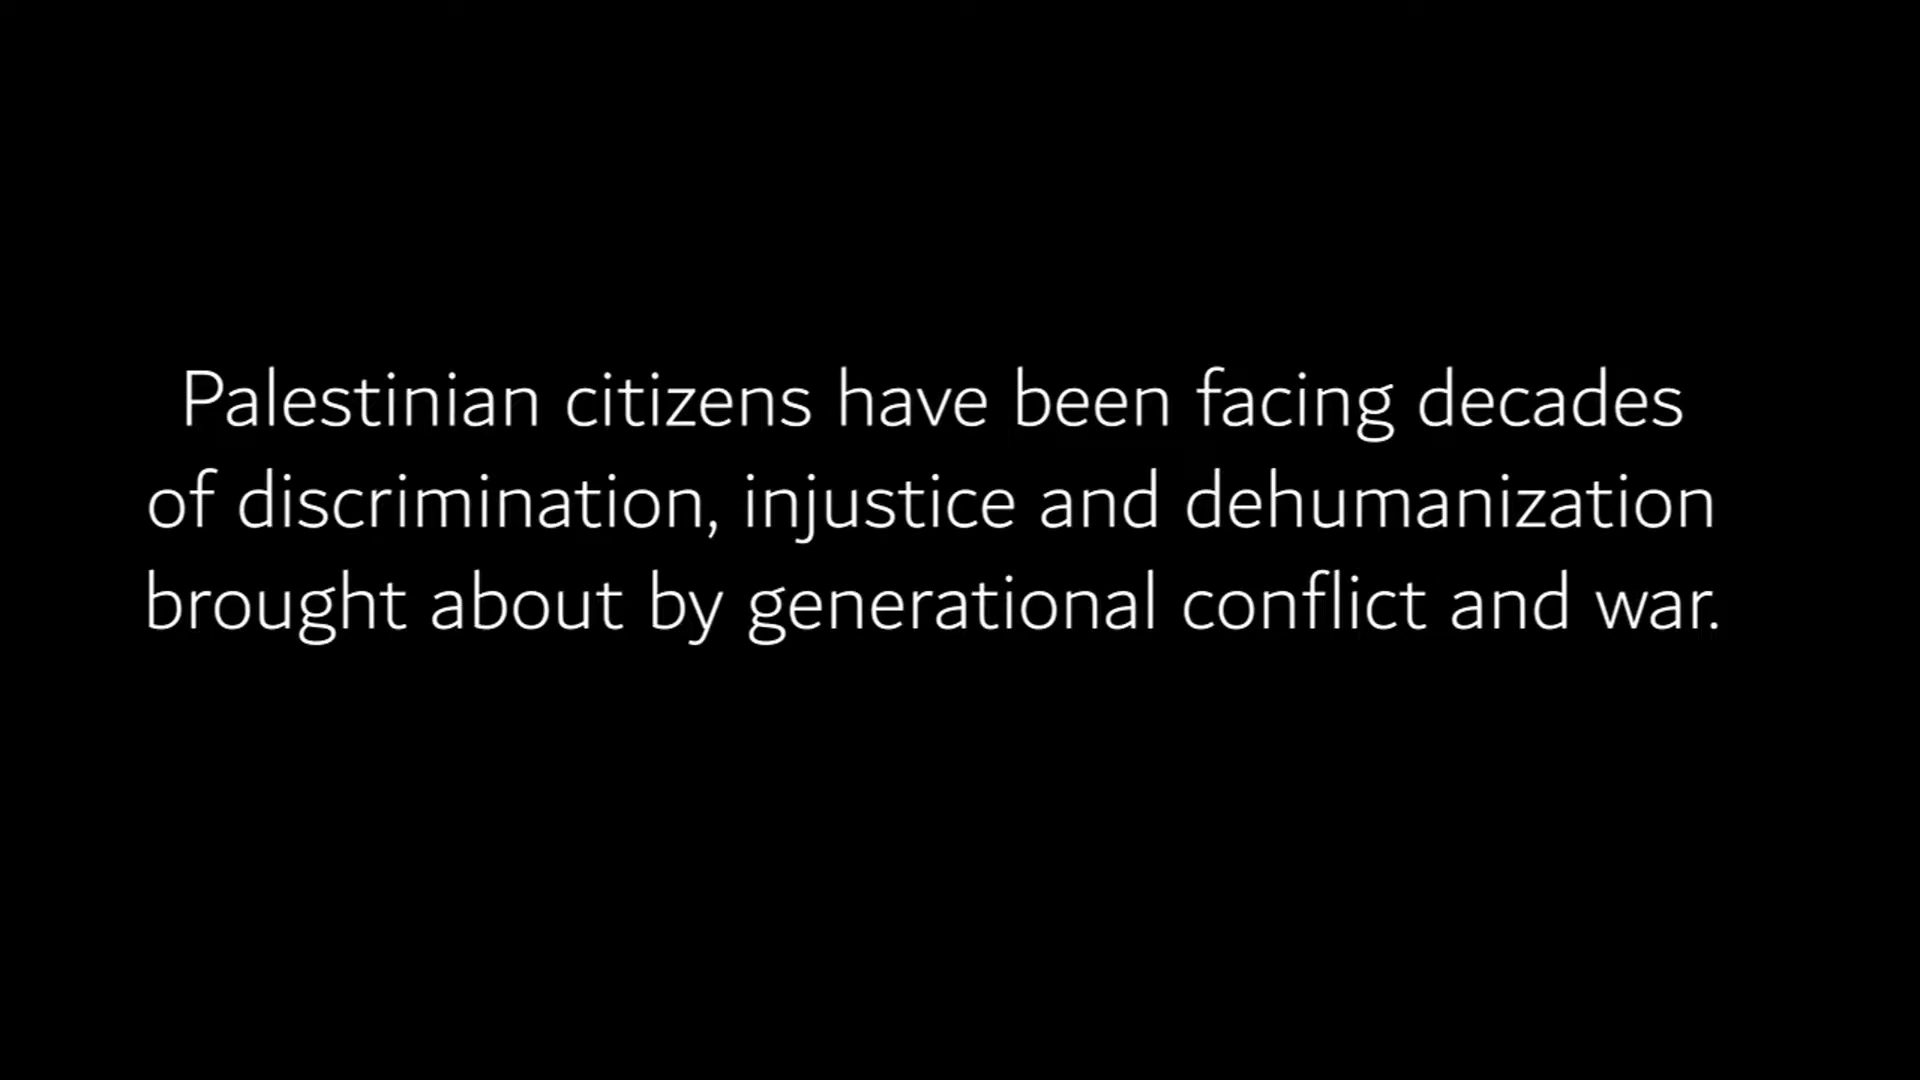 Palestinian citizens have been facing decades
of discrimination, injustice and dehumanization
brought about by generational conflict and war.